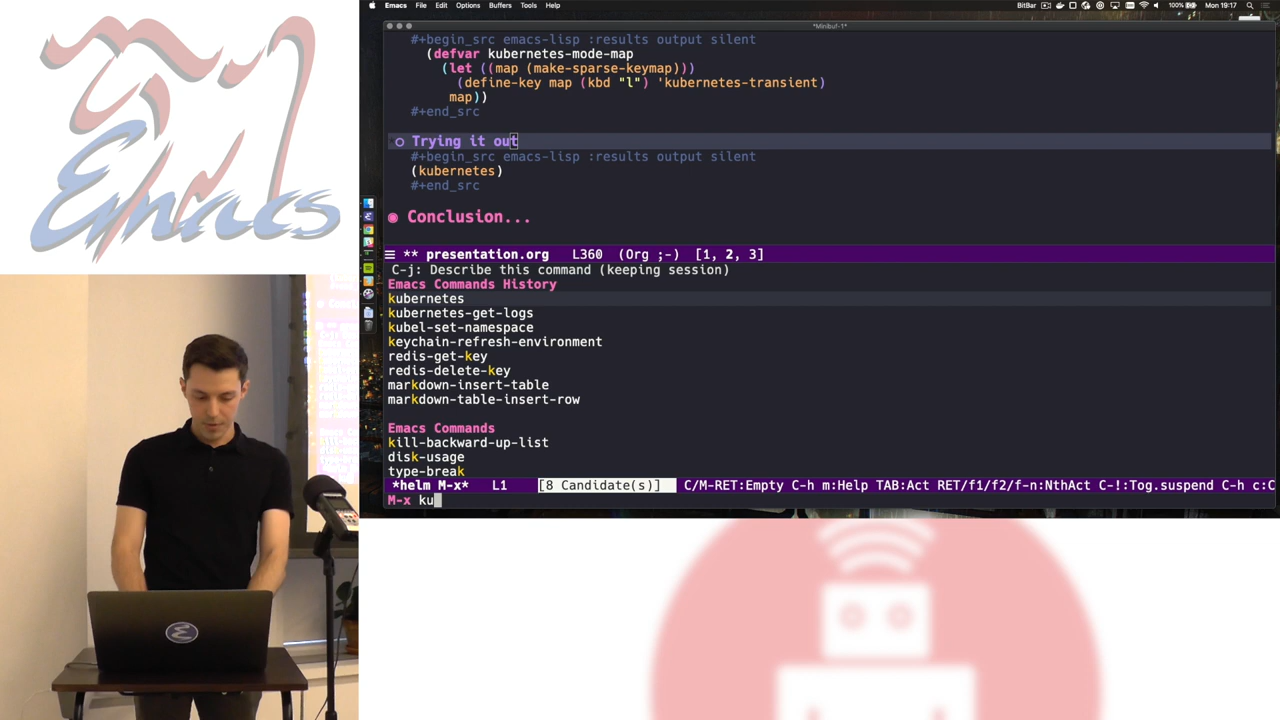 Emacs
Emacs File Edit Options Buffers Tools Help BitBar 100% Mon 19:17
*Minibuf-1*
#+begin_src emacs-lisp :results output silent
(defvar kubernetes-mode-map
(let ((map (make-sparse-keymap)))
(define-key map (kbd "l") 'kubernetes-transient)
map))
#+end_src
Trying it out
#+begin_src emacs-lisp :results output silent
(kubernetes)
#+end_src
Conclusion...
** presentation.org L360 (Org ;-) [1, 2, 3]
C-j: Describe this command (keeping session)
Emacs Commands History
kubernetes
kubernetes-get-logs
kubel-set-namespace
keychain-refresh-environment
redis-get-key
redis-delete-key
markdown-insert-table
markdown-table-insert-row
Emacs Commands
kill-backward-up-list
disk-usage
type-break
*helm M-x* L1 [8 Candidate(s)] C/M-RET:Empty C-h m:Help TAB:Act RET/f1/f2/f-n:NthAct C-!:Tog.suspend C-h c:C
M-x ku